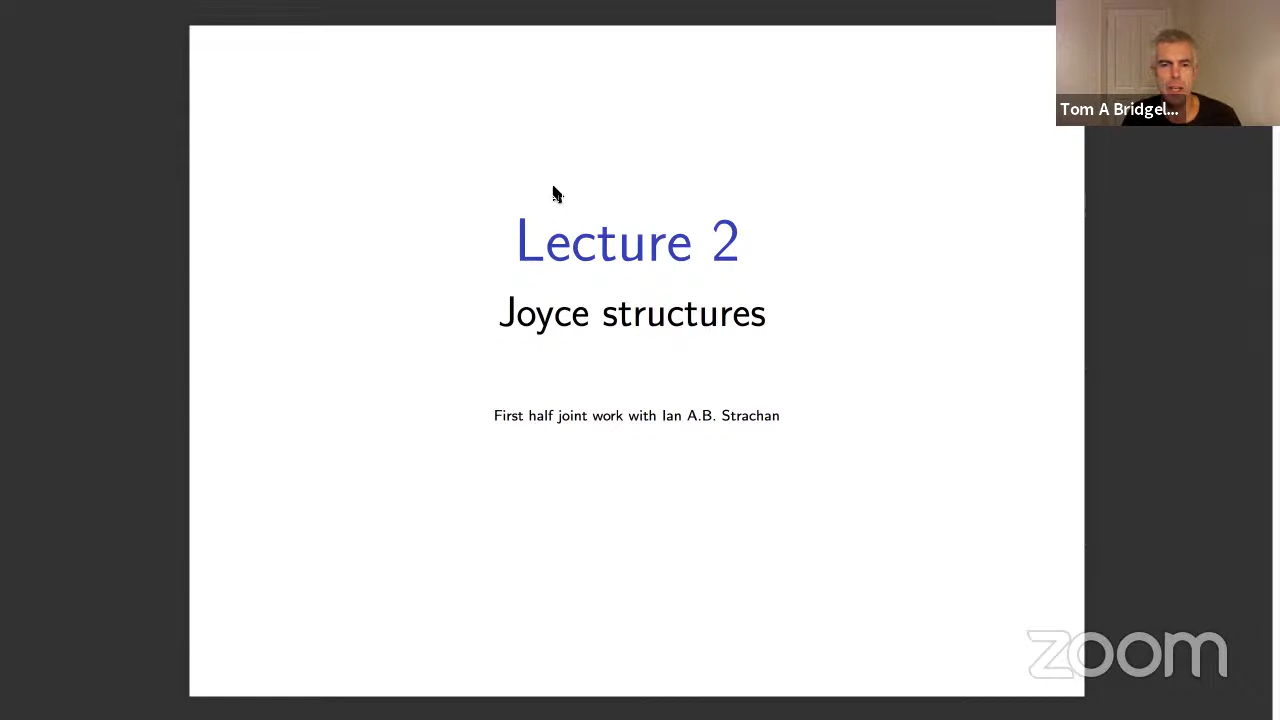 Tom A Bridgel...
Lecture 2
Joyce structures
First half joint work with Ian A.B. Strachan
zoom